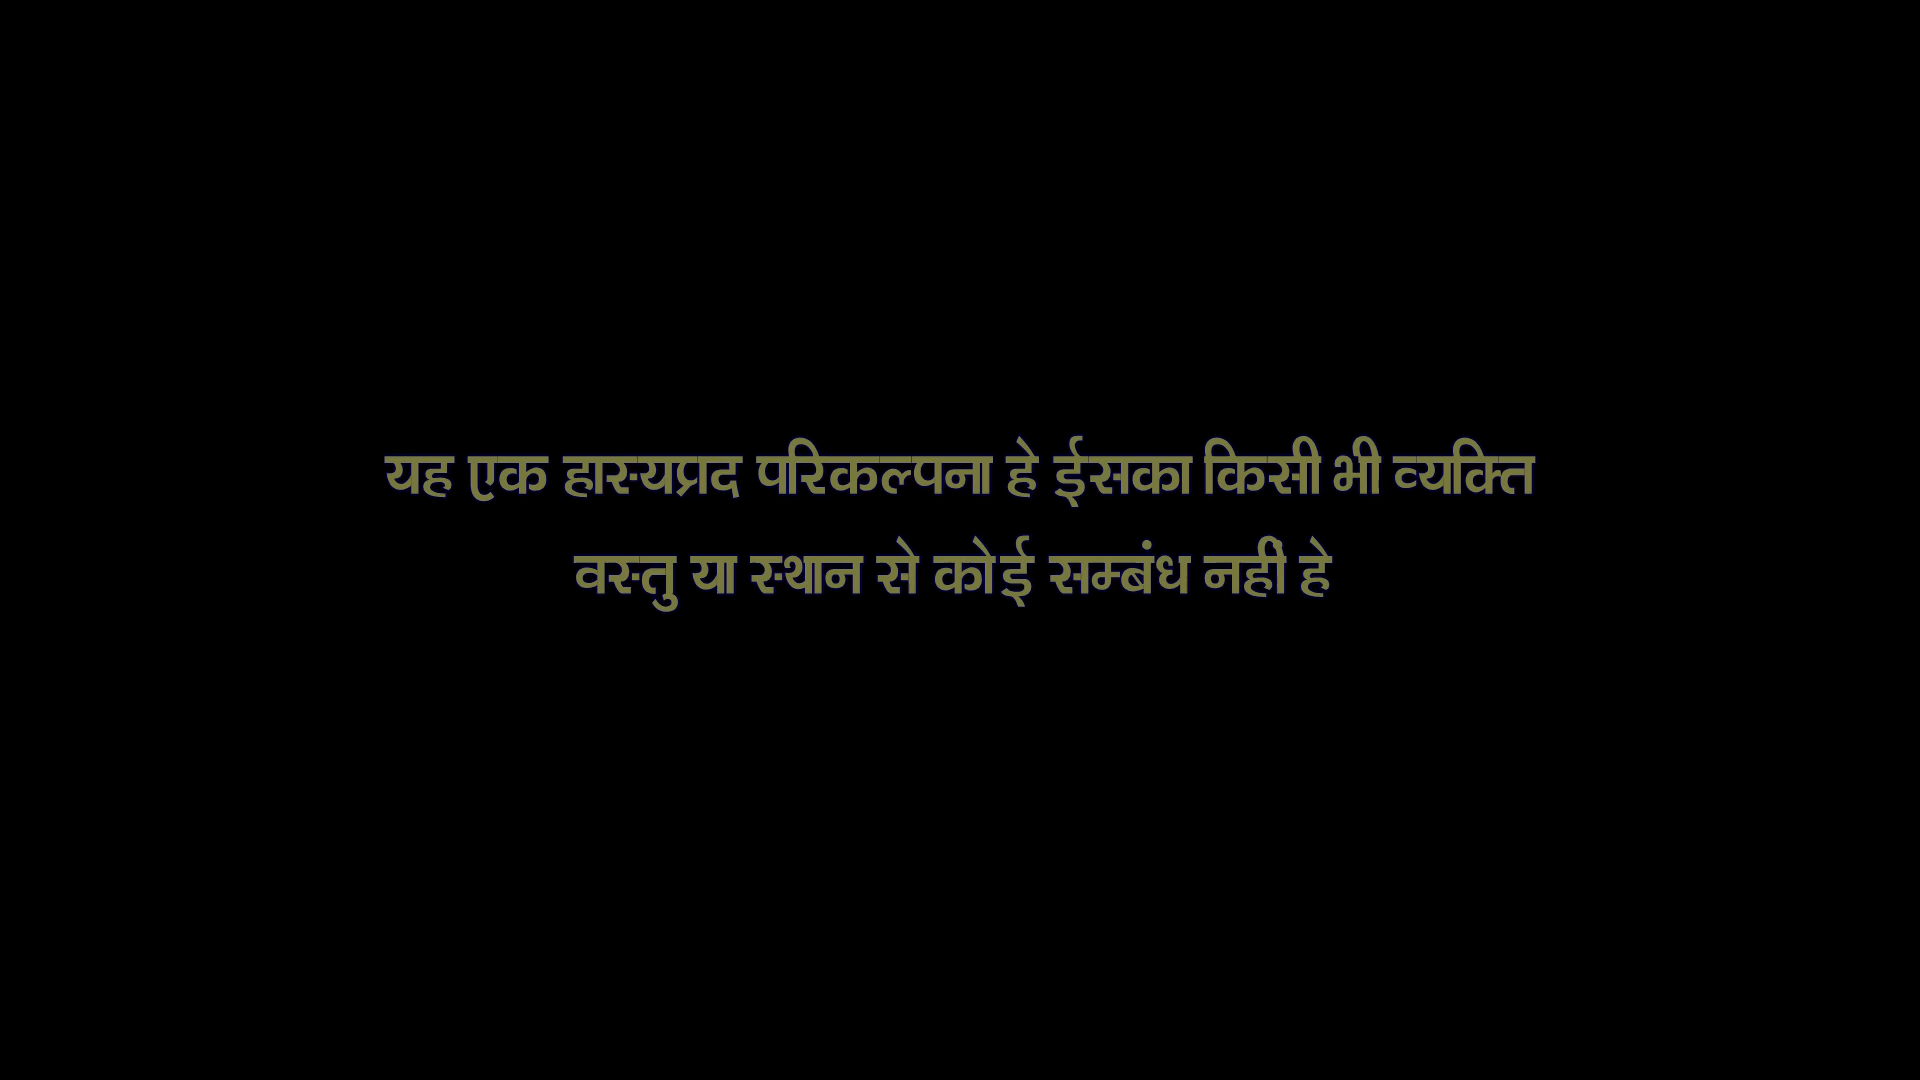 यह एक हास्यप्रद परिकल्पना हे ईसका किसी भी व्यक्ति
वस्तु या स्थान से कोई सम्बंध नहीं हे